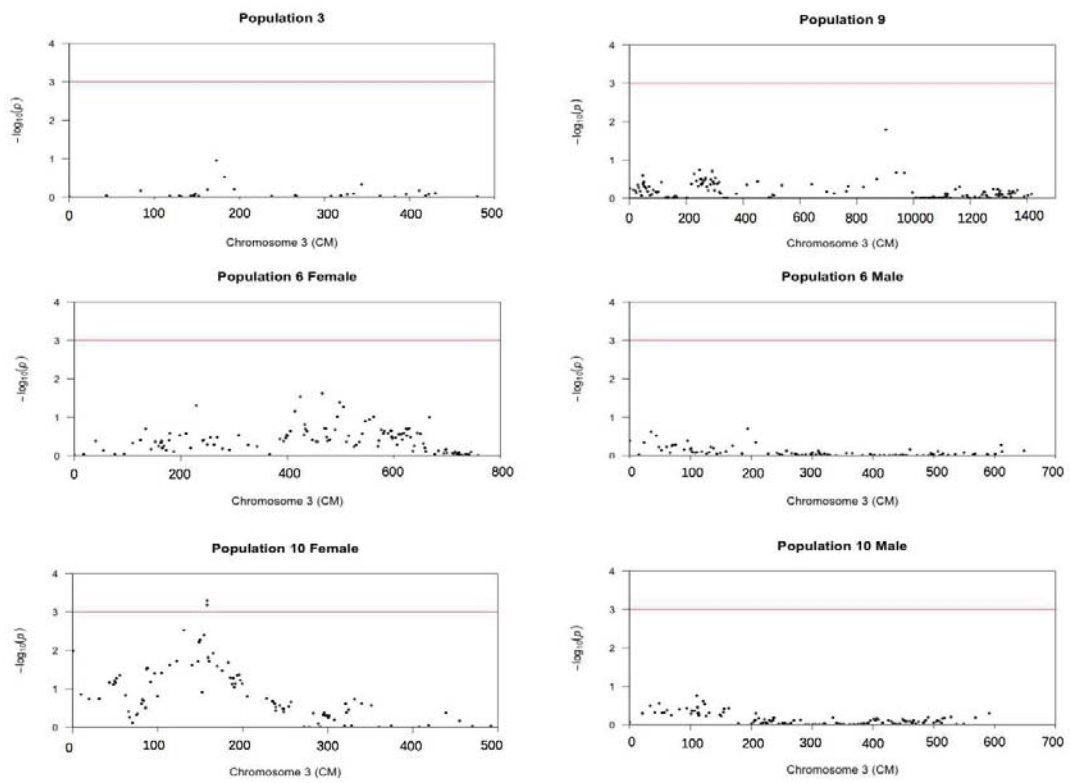 Population 3
4
3
2
1
0
−log10(p)
0 100 200 300 400 500
Chromosome 3 (CM)
Population 9
4
3
2
1
0
−log10(p)
0 200 400 600 800 10000 1200 1400
Chromosome 3 (CM)
Population 6 Female
4
3
2
1
0
−log10(p)
0 200 400 600 800
Chromosome 3 (CM)
Population 6 Male
4
3
2
1
0
−log10(p)
0 100 200 300 400 500 600 700
Chromosome 3 (CM)
Population 10 Female
4
3
2
1
0
−log10(p)
0 100 200 300 400 500
Chromosome 3 (CM)
Population 10 Male
4
3
2
1
0
−log10(p)
0 100 200 300 400 500 600 700
Chromosome 3 (CM)